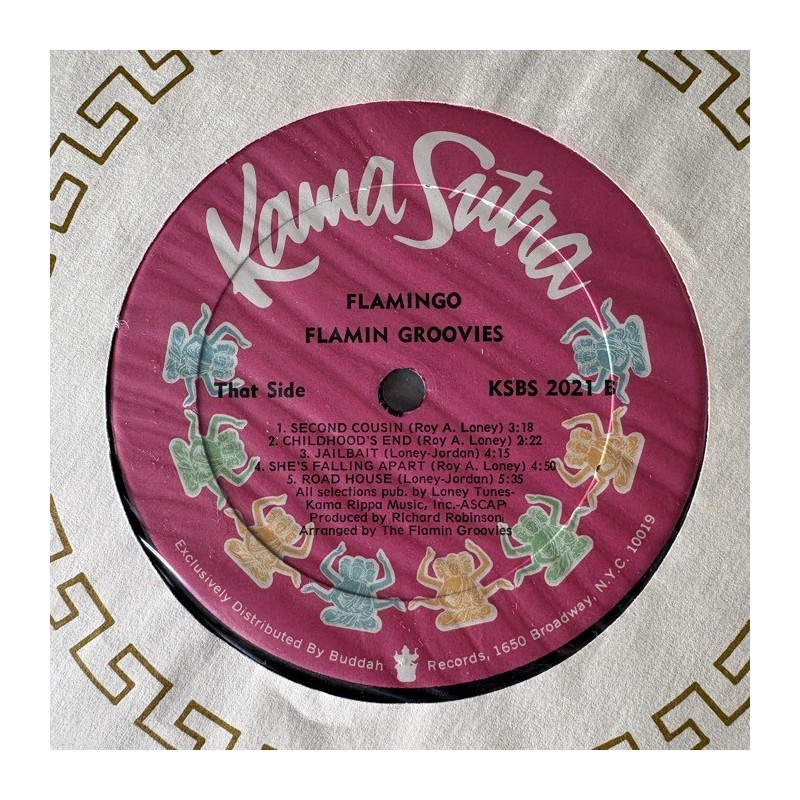 Kama Sutra
FLAMINGO
FLAMIN GROOVIES
That Side KSBS 2021 B
1. SECOND COUSIN (Roy A. Loney) 3:18
2. CHILDHOOD'S END (Roy A. Loney) 2:22
3. JAILBAIT (Loney-Jordan) 4:15
4. SHE'S FALLING APART (Roy A. Loney) 4:50
5. ROAD HOUSE (Loney-Jordan) 5:35
All selections pub. by Loney Tunes-
Kama Rippa Music, Inc.-ASCAP
Produced by Richard Robinson
Arranged by The Flamin Groovies
Exclusively Distributed By Buddah Records, 1650 Broadway, N.Y.C. 10019